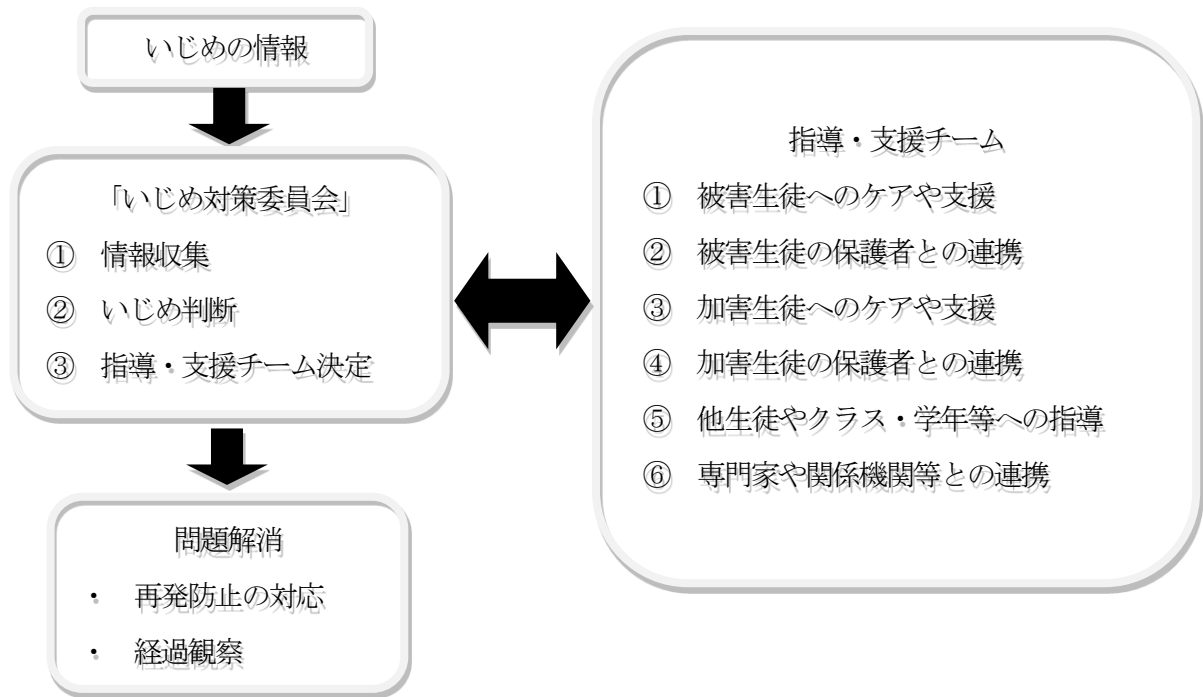 いじめの情報
「いじめ対策委員会」
① 情報収集
② いじめ判断
③ 指導・支援チーム決定
問題解消
・ 再発防止の対応
・ 経過観察
指導・支援チーム
① 被害生徒へのケアや支援
② 被害生徒の保護者との連携
③ 加害生徒へのケアや支援
④ 加害生徒の保護者との連携
⑤ 他生徒やクラス・学年等への指導
⑥ 専門家や関係機関等との連携